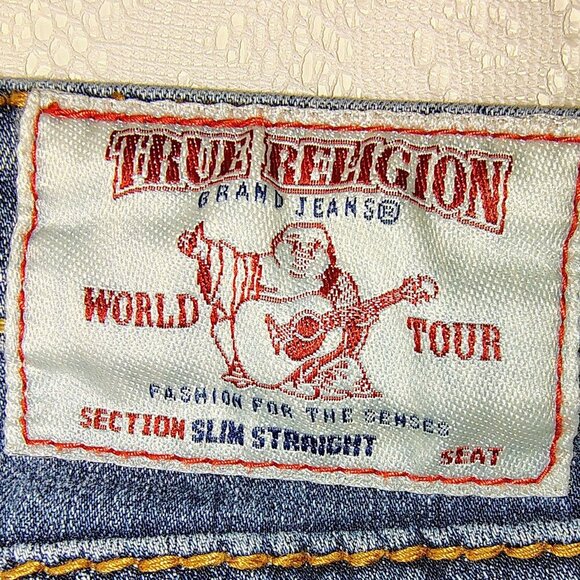 TRUE RELIGION
BRAND JEANS®
WORLD TOUR
FASHION FOR THE SENSES
SECTION SLIM STRAIGHT SEAT